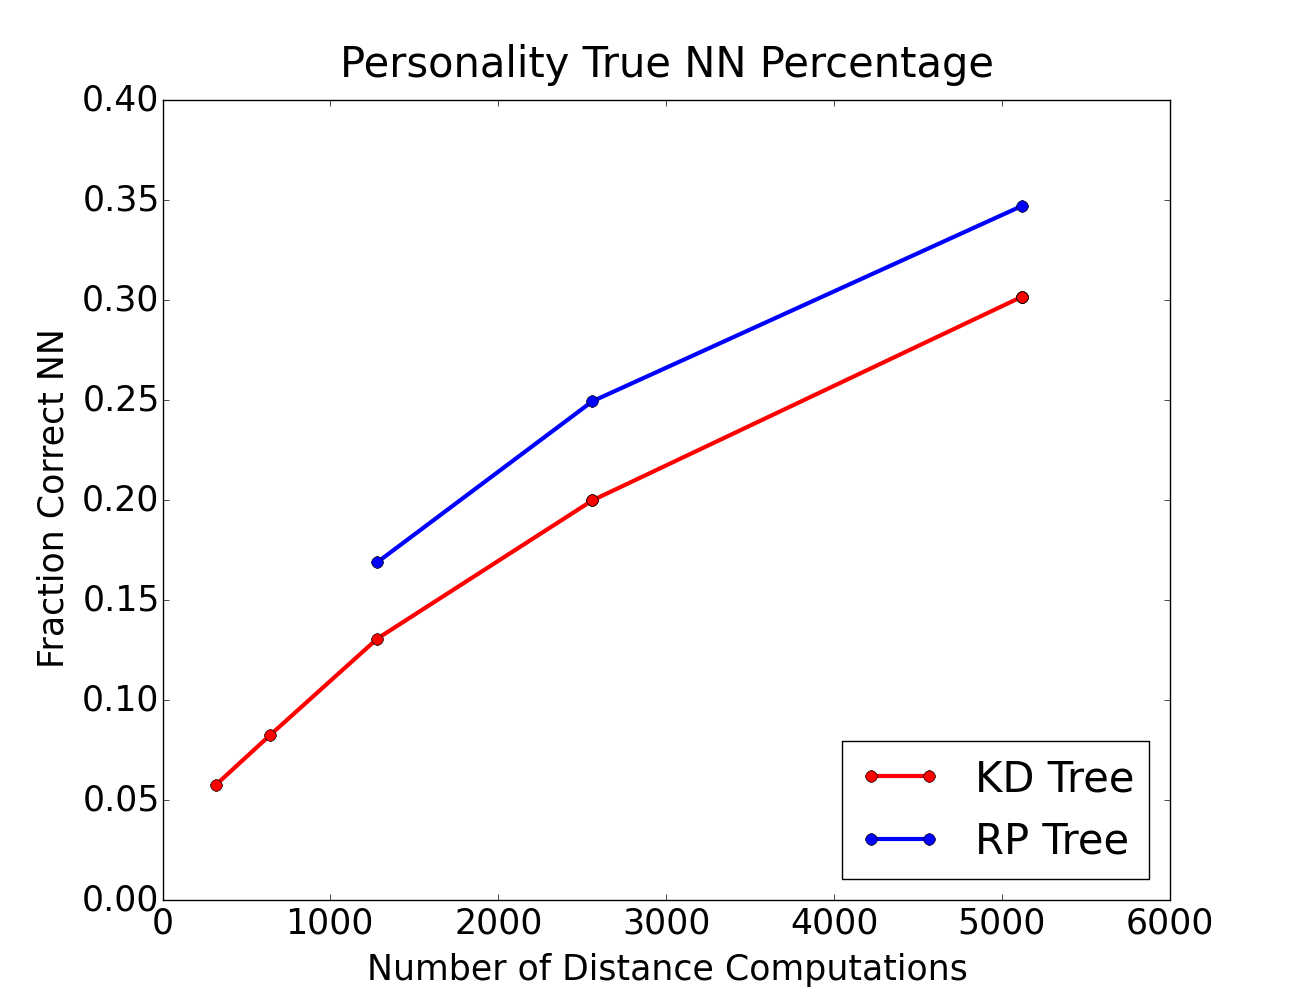 Personality True NN Percentage
0.40
0.35
0.30
0.25
0.20
0.15
0.10
0.05
0.00
Fraction Correct NN
KD Tree
RP Tree
0 1000 2000 3000 4000 5000 6000
Number of Distance Computations